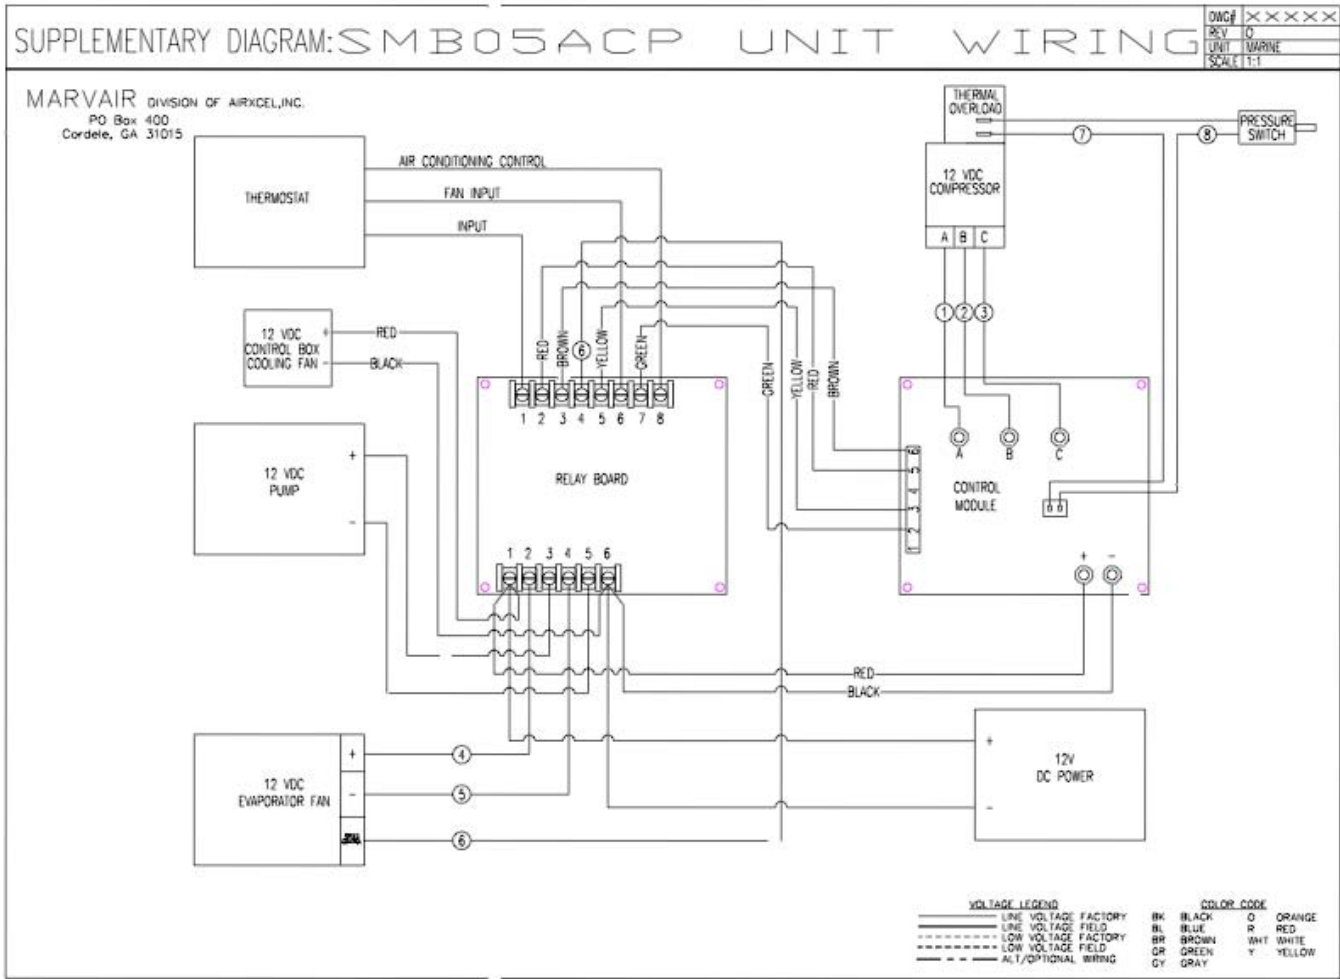 SUPPLEMENTARY DIAGRAM: SMB05ACP UNIT WIRING
DWG# XXXXX
REV 0
UNIT MARINE
SCALE 1:1
MARVAIR DIVISION OF AIRXCEL,INC.
PO Box 400
Cordele, GA 31015
THERMOSTAT
AIR CONDITIONING CONTROL
FAN INPUT
INPUT
THERMAL
OVERLOAD
PRESSURE
SWITCH
7
8
12 VDC
COMPRESSOR
A B C
1 2 3
12 VDC
CONTROL BOX
COOLING FAN
+
-
RED
BLACK
RED
BROWN
6
YELLOW
GREEN
GREEN
YELLOW
RED
BROWN
1 2 3 4 5 6 7 8
RELAY BOARD
1 2 3 4 5 6
12 VDC
PUMP
+
-
A B C
CONTROL
MODULE
6
5
4
3
2
1
+ -
RED
BLACK
12 VDC
EVAPORATOR FAN
+
-
4
5
6
12V
DC POWER
+
-
VOLTAGE LEGEND
LINE VOLTAGE FACTORY
LINE VOLTAGE FIELD
LOW VOLTAGE FACTORY
LOW VOLTAGE FIELD
ALT/OPTIONAL WIRING
COLOR CODE
BK BLACK O ORANGE
BL BLUE R RED
BR BROWN WHT WHITE
GR GREEN Y YELLOW
GY GRAY